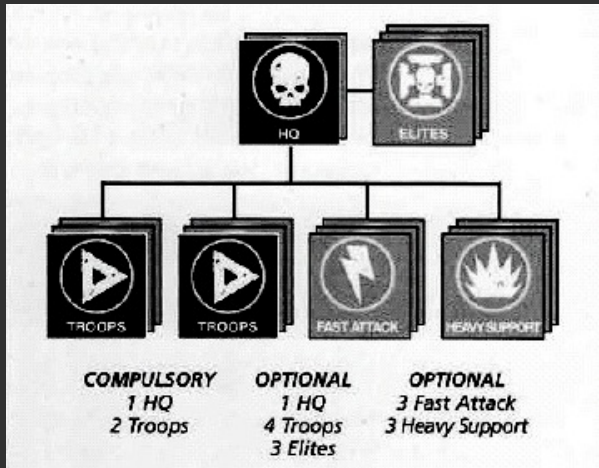 HQ
ELITES
TROOPS
TROOPS
FAST ATTACK
HEAVY SUPPORT
COMPULSORY
1 HQ
2 Troops
OPTIONAL
1 HQ
4 Troops
3 Elites
OPTIONAL
3 Fast Attack
3 Heavy Support